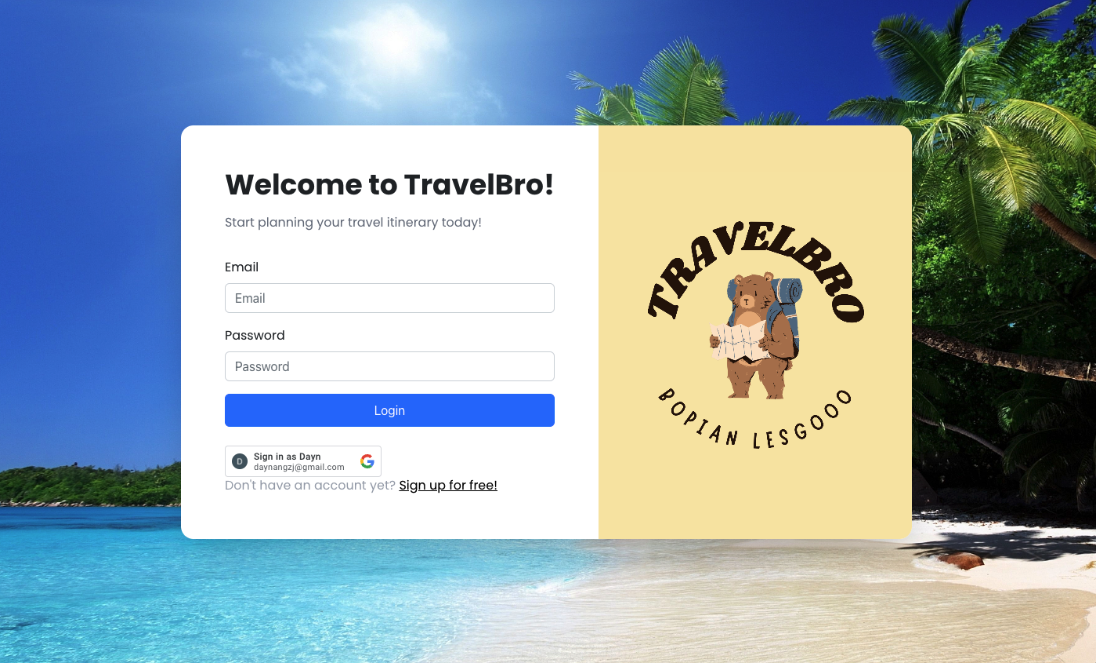 Welcome to TravelBro!
Start planning your travel itinerary today!
Email
Email
Password
Password
Login
D
Sign in as Dayn
daynangzj@gmail.com
G
Don't have an account yet? Sign up for free!
TRAVELBRO
BOPIAN LESGOOO